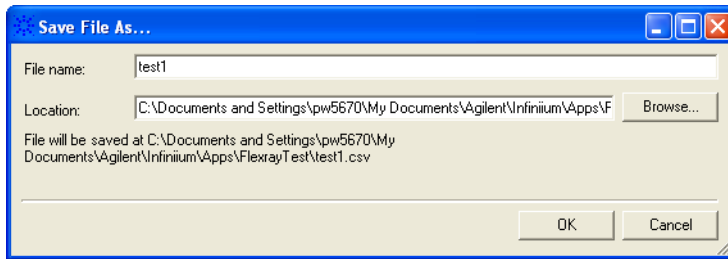 Save File As...
File name: test1
Location: C:\Documents and Settings\pw5670\My Documents\Agilent\Infiniium\Apps\F Browse...
File will be saved at C:\Documents and Settings\pw5670\My
Documents\Agilent\Infiniium\Apps\FlexrayTest\test1.csv
OK Cancel